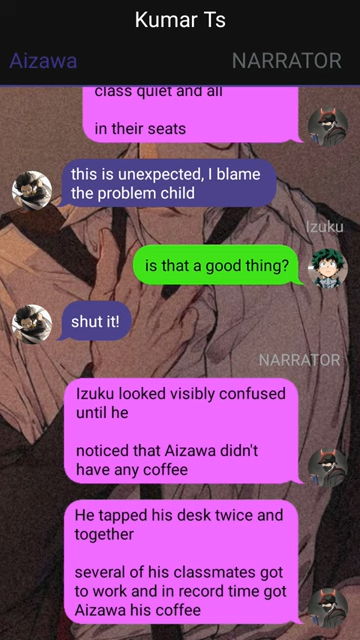 Kumar Ts
Aizawa
NARRATOR
class quiet and all
in their seats
this is unexpected, I blame
the problem child
Izuku
is that a good thing?
shut it!
NARRATOR
Izuku looked visibly confused
until he
noticed that Aizawa didn't
have any coffee
He tapped his desk twice and
together
several of his classmates got
to work and in record time got
Aizawa his coffee